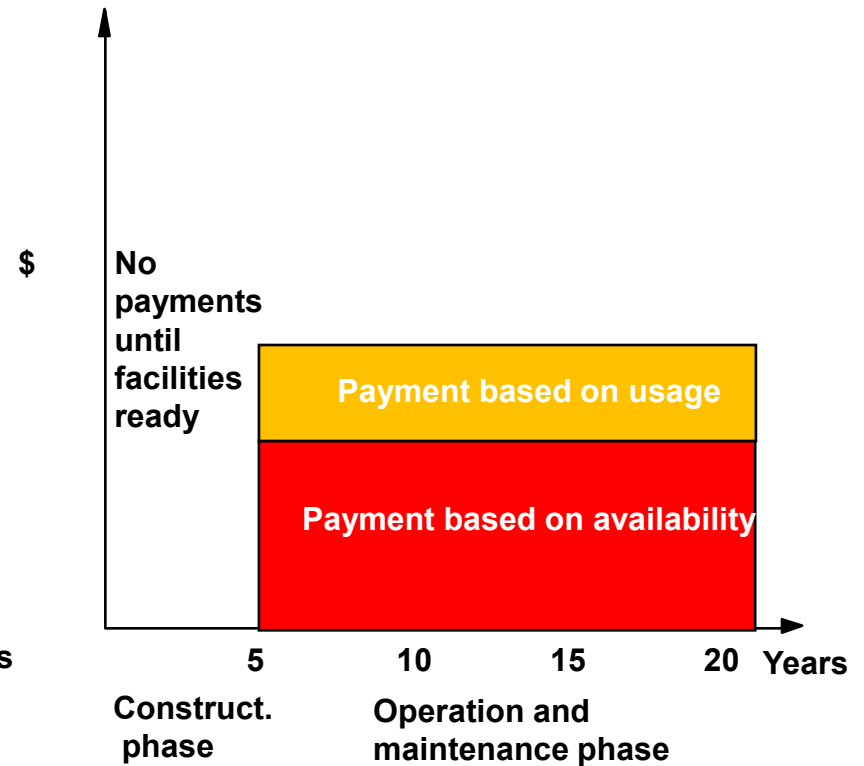 $
No
payments
until
facilities
ready
Payment based on usage
Payment based on availability
s
5 10 15 20 Years
Construct.
phase
Operation and
maintenance phase